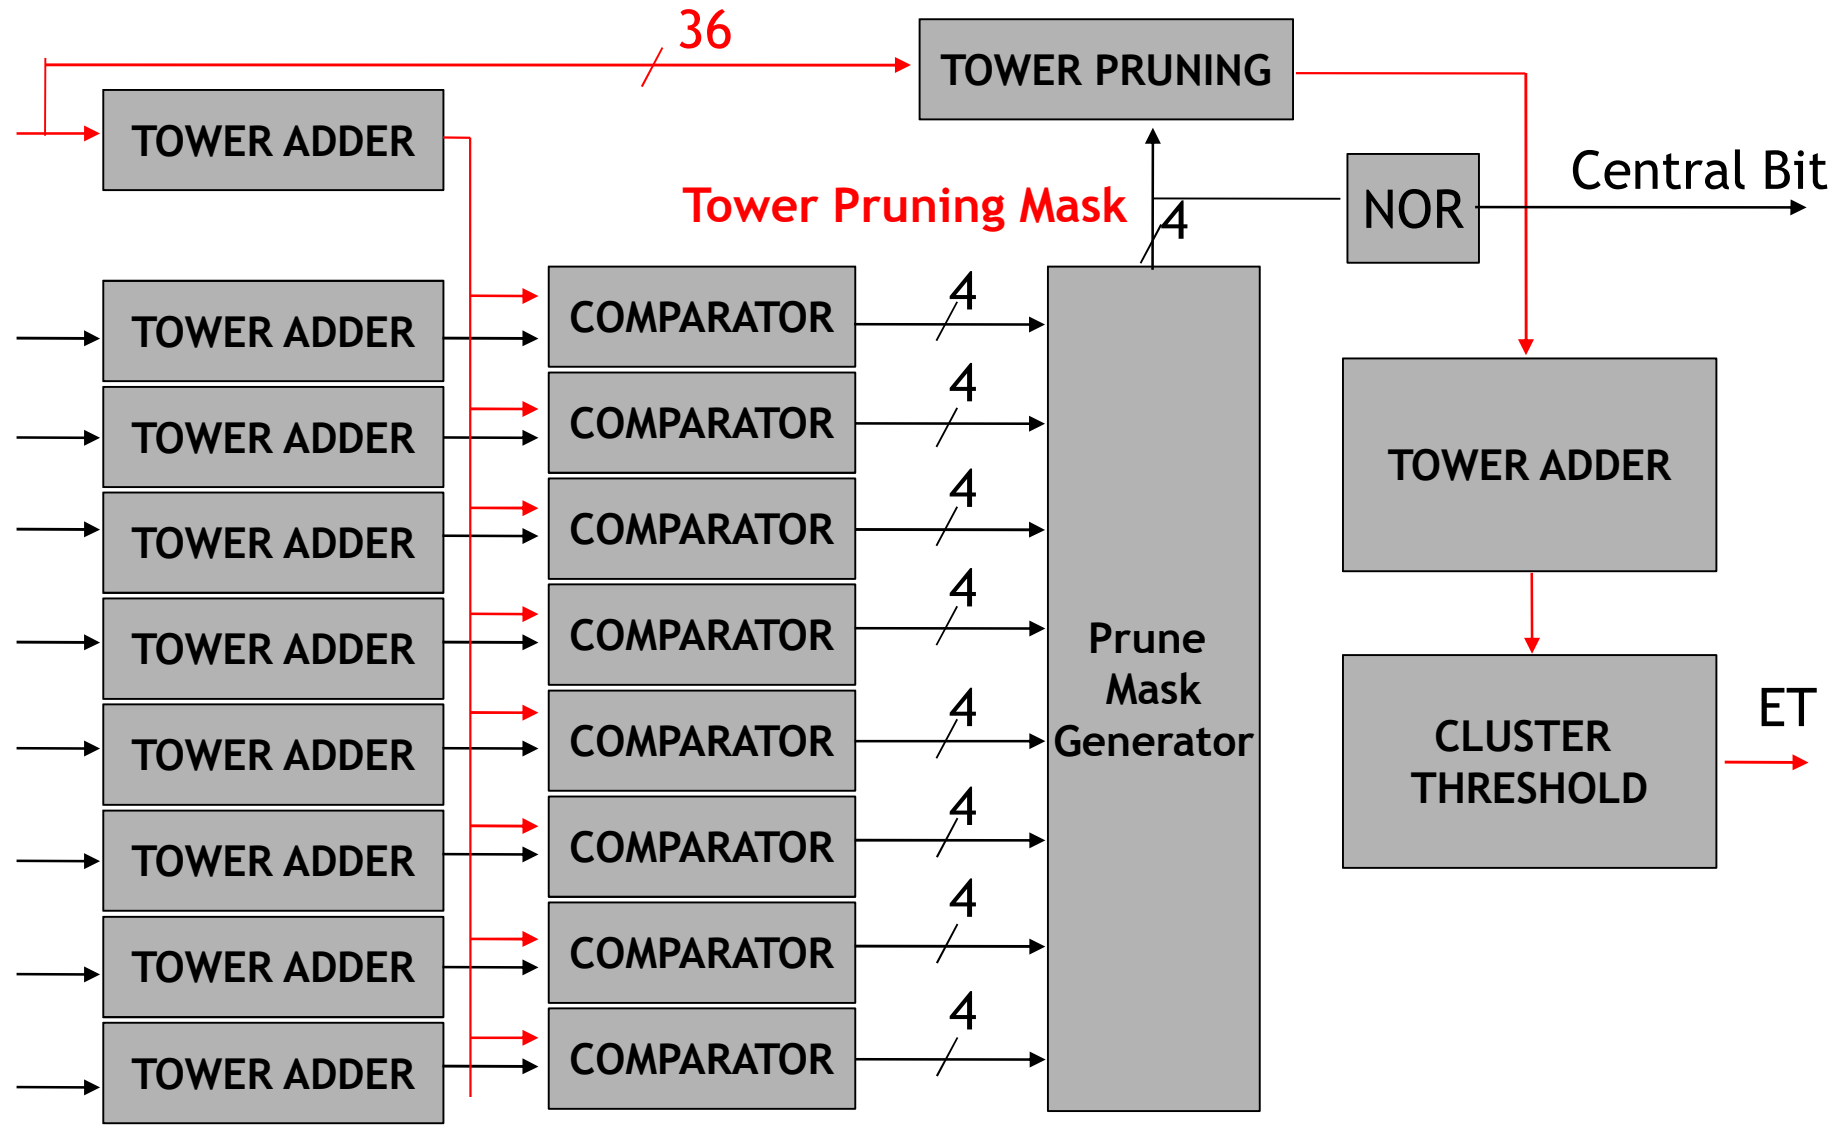 36
TOWER PRUNING
TOWER ADDER
Central Bit
Tower Pruning Mask
4
NOR
TOWER ADDER
COMPARATOR
4
TOWER ADDER
COMPARATOR
4
TOWER ADDER
COMPARATOR
4
TOWER ADDER
COMPARATOR
4
TOWER ADDER
COMPARATOR
4
TOWER ADDER
COMPARATOR
4
TOWER ADDER
COMPARATOR
4
TOWER ADDER
COMPARATOR
4
Prune
Mask
Generator
TOWER ADDER
CLUSTER
THRESHOLD
ET